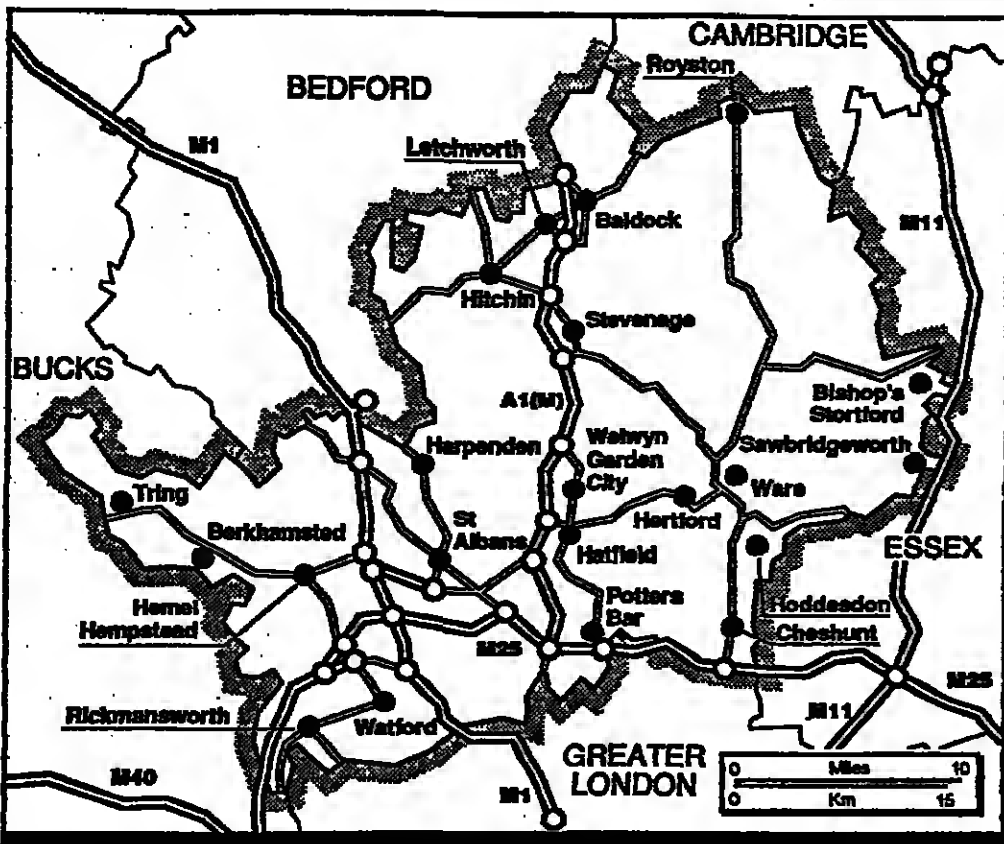 CAMBRIDGE
Royston
BEDFORD
M1
Letchworth
Baldock
M11
Hitchin
Stevenage
BUCKS
A1(M)
Bishop's
Stortford
Harpenden
Welwyn
Garden
City
Sawbridgeworth
Tring
Ware
Berkhamsted
St
Albans
Hertford
Hatfield
ESSEX
Hemel
Hempstead
Potters
Bar
Hoddesdon
Cheshunt
M25
M25
Rickmansworth
Watford
M11
M40
M1
GREATER
LONDON
0 Miles 10
0 Km 15